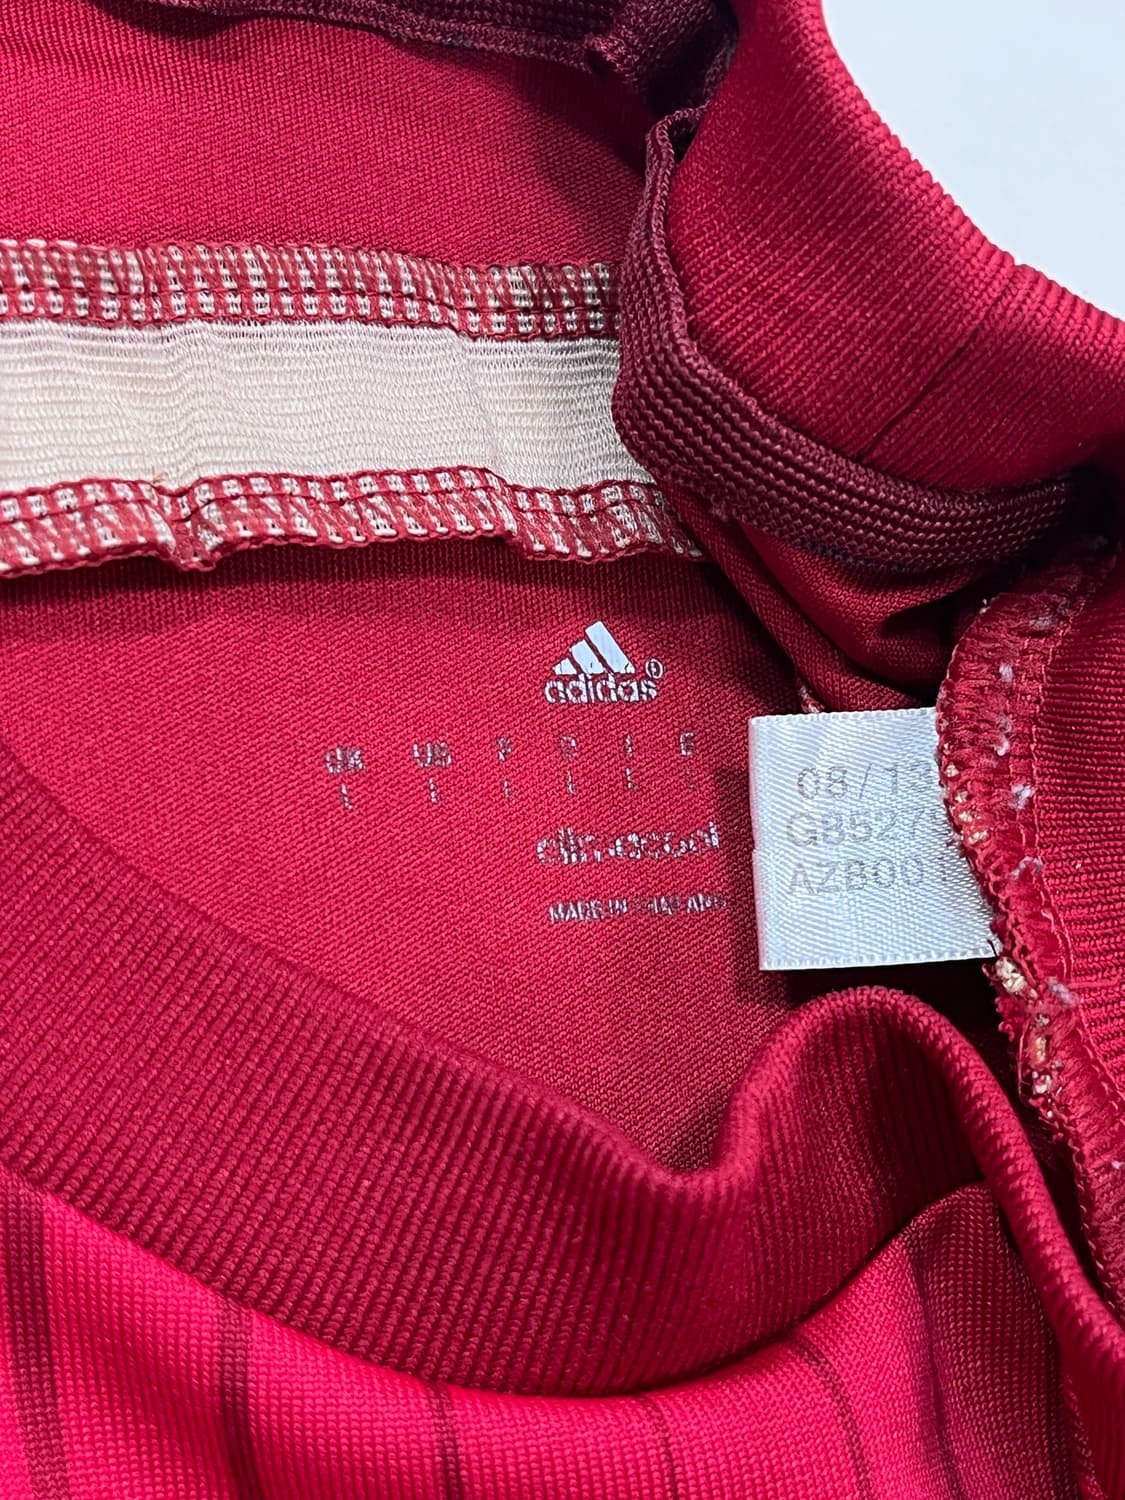 adidas®
UK US F D I E
L L L L L L
climacool
MADE IN THAILAND
08/13
G8527
AZB00